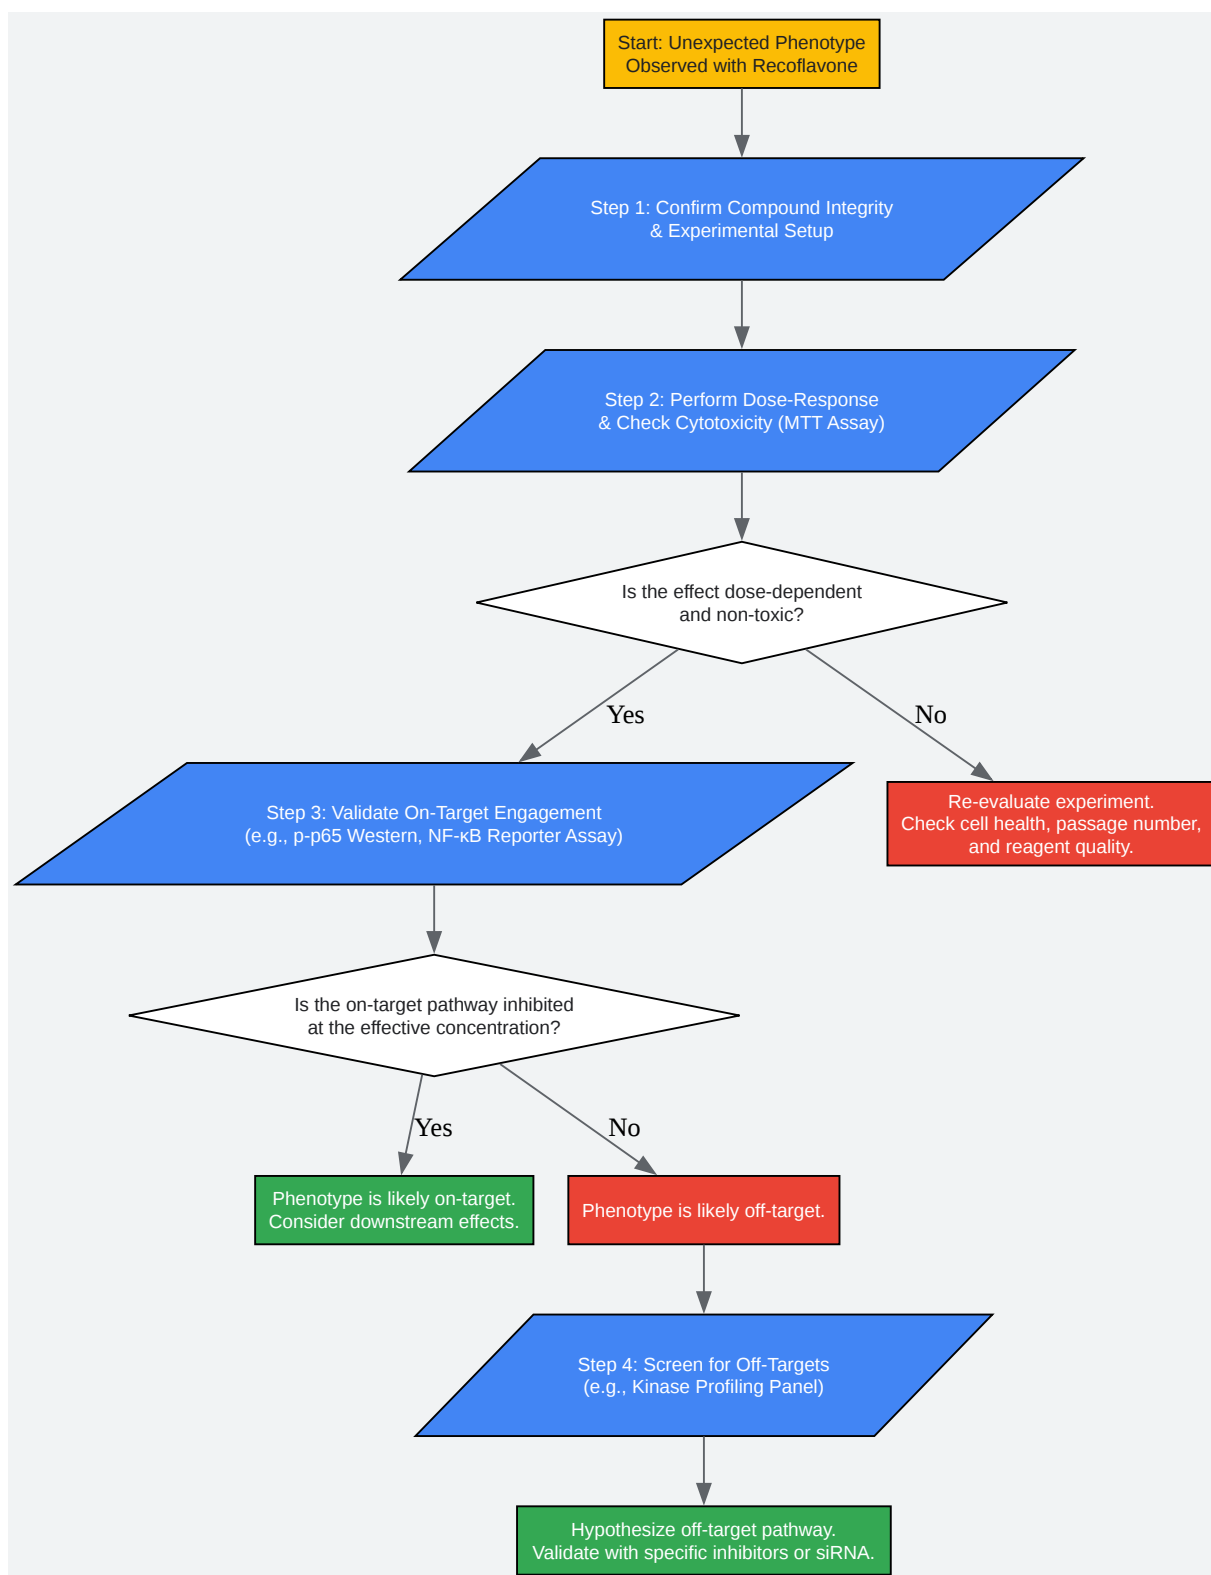 Start: Unexpected Phenotype
Observed with Recoflavone
Step 1: Confirm Compound Integrity
& Experimental Setup
Step 2: Perform Dose-Response
& Check Cytotoxicity (MTT Assay)
Is the effect dose-dependent
and non-toxic?
Yes
No
Step 3: Validate On-Target Engagement
(e.g., p-p65 Western, NF-κB Reporter Assay)
Re-evaluate experiment.
Check cell health, passage number,
and reagent quality.
Is the on-target pathway inhibited
at the effective concentration?
Yes
No
Phenotype is likely on-target.
Consider downstream effects.
Phenotype is likely off-target.
Step 4: Screen for Off-Targets
(e.g., Kinase Profiling Panel)
Hypothesize off-target pathway.
Validate with specific inhibitors or siRNA.